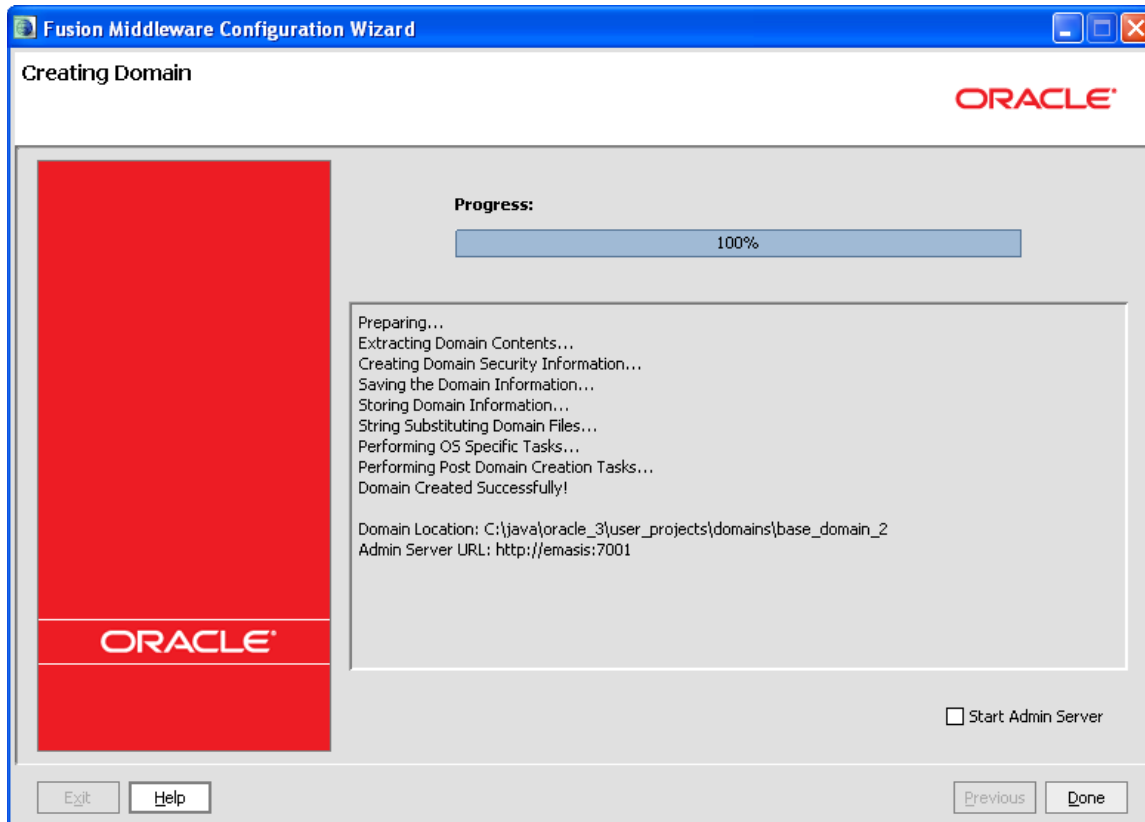 Fusion Middleware Configuration Wizard
Creating Domain
ORACLE
Progress:
100%
Preparing...
Extracting Domain Contents...
Creating Domain Security Information...
Saving the Domain Information...
Storing Domain Information...
String Substituting Domain Files...
Performing OS Specific Tasks...
Performing Post Domain Creation Tasks...
Domain Created Successfully!
Domain Location: C:\java\oracle_3\user_projects\domains\base_domain_2
Admin Server URL: http://emasis:7001
ORACLE
Start Admin Server
Exit Help Previous Done